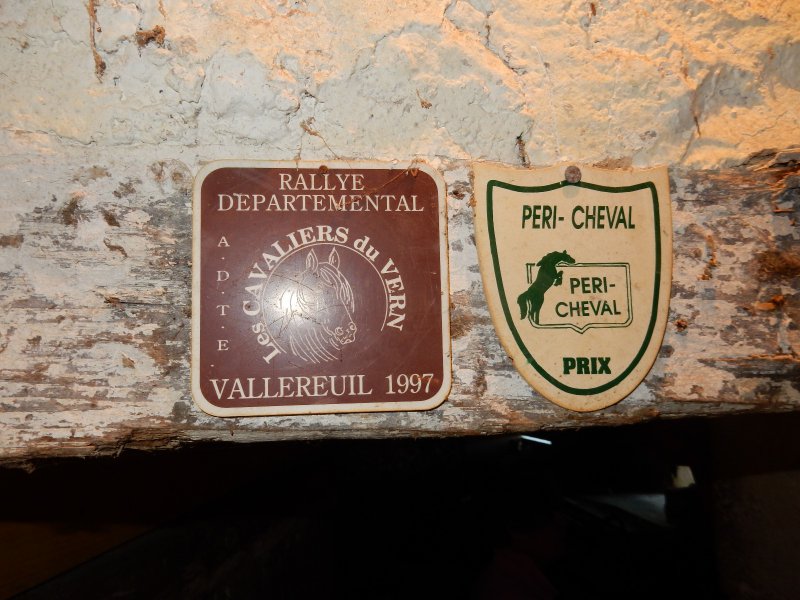 RALLYE
DEPARTEMENTAL
A.D.T.E
Les CAVALIERS du VERN
VALLEREUIL 1997
PERI- CHEVAL
PERI-
CHEVAL
PRIX